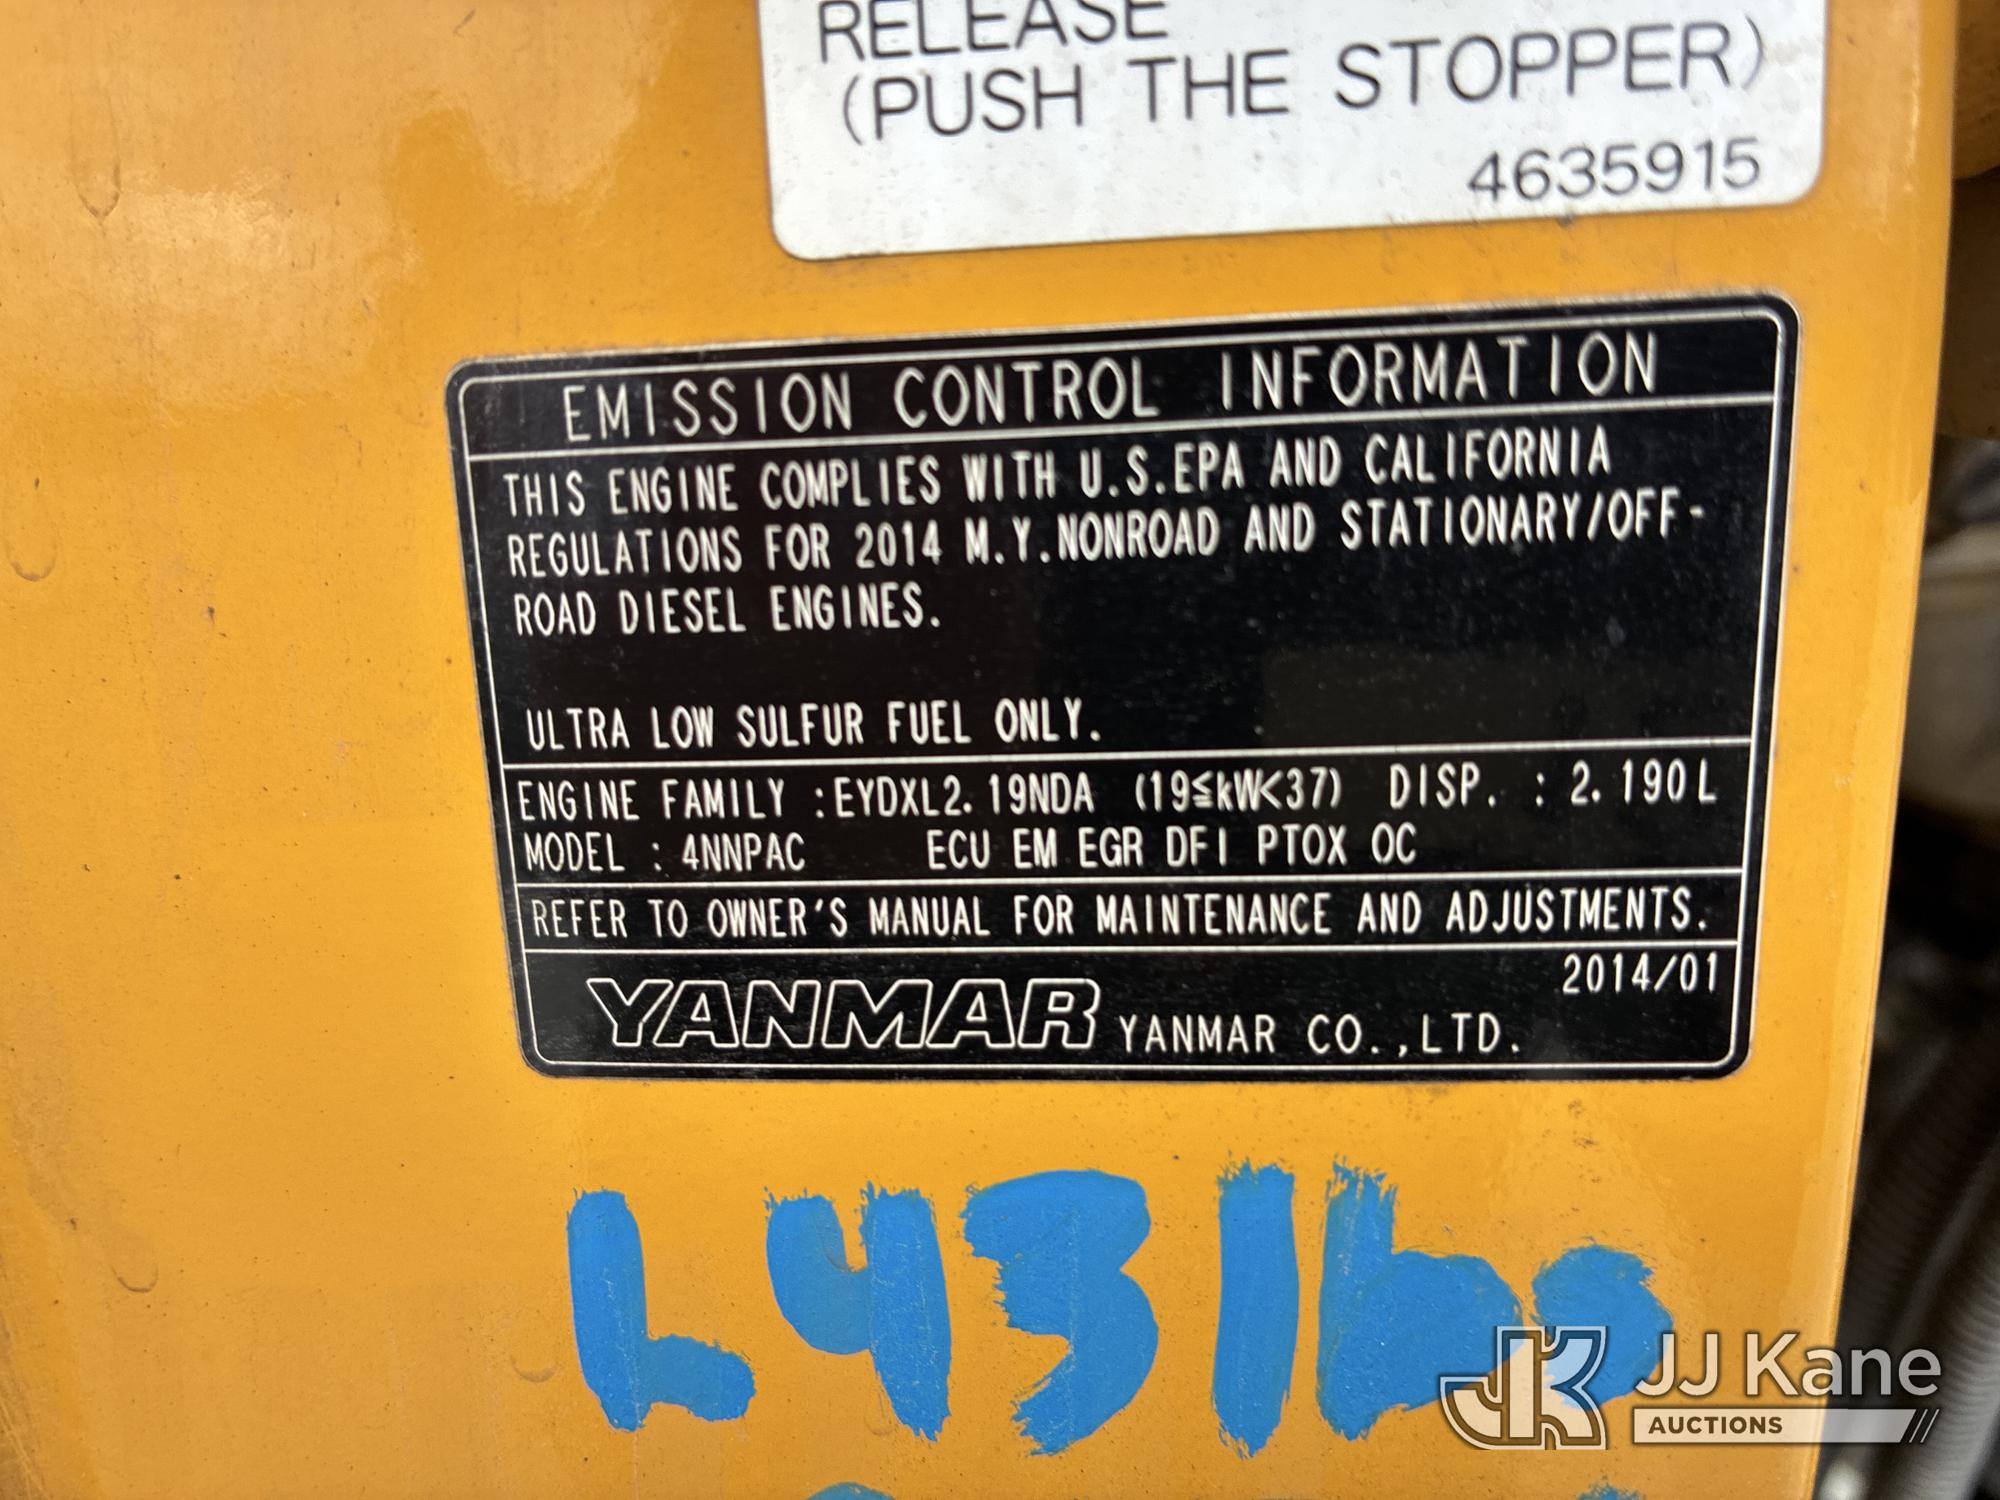 RELEASE
(PUSH THE STOPPER)
4635915
EMISSION CONTROL INFORMATION
THIS ENGINE COMPLIES WITH U.S.EPA AND CALIFORNIA
REGULATIONS FOR 2014 M.Y.NONROAD AND STATIONARY/OFF-
ROAD DIESEL ENGINES.
ULTRA LOW SULFUR FUEL ONLY.
ENGINE FAMILY :EYDXL2.19NDA (19≦kW<37) DISP. : 2.190L
MODEL : 4NNPAC ECU EM EGR DFI PTOX OC
REFER TO OWNER'S MANUAL FOR MAINTENANCE AND ADJUSTMENTS.
2014/01
YANMAR YANMAR CO.,LTD.
JK JJ Kane
AUCTIONS